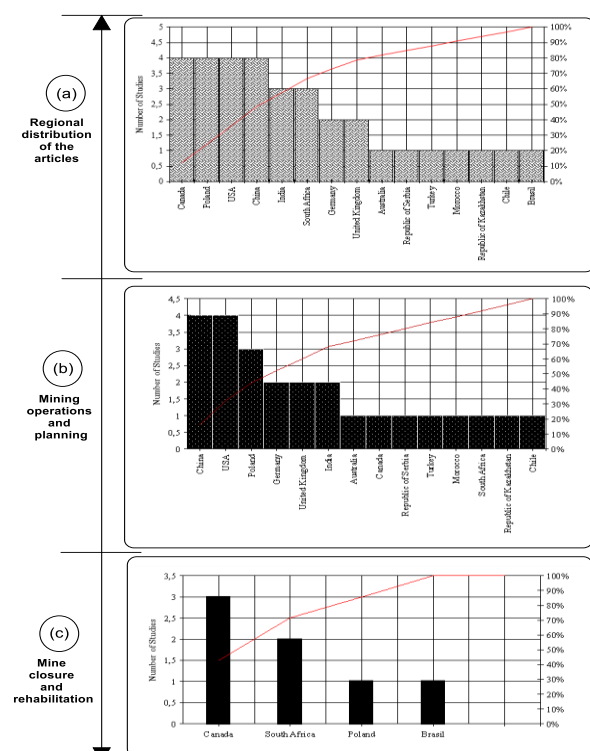 (a)
Regional
distribution
of the
articles
Number of Studies
5
4,5
4
3,5
3
2,5
2
1,5
1
0,5
0
100%
90%
80%
70%
60%
50%
40%
30%
20%
10%
0%
Canada
Poland
USA
China
India
South Africa
Germany
United Kingdom
Australia
Republic of Serbia
Turkey
Morocco
Republic of Kazakhstan
Chile
Brasil
(b)
Mining
operations
and
planning
Number of Studies
4,5
4
3,5
3
2,5
2
1,5
1
0,5
0
100%
90%
80%
70%
60%
50%
40%
30%
20%
10%
0%
China
USA
Poland
Germany
United Kingdom
India
Australia
Canada
Republic of Serbia
Turkey
Morocco
South Africa
Republic of Kazakhstan
Chile
(c)
Mine
closure
and
rehabilitation
Number of Studies
3,5
3
2,5
2
1,5
1
0,5
0
100%
90%
80%
70%
60%
50%
40%
30%
20%
10%
0%
Canada
South Africa
Poland
Brasil